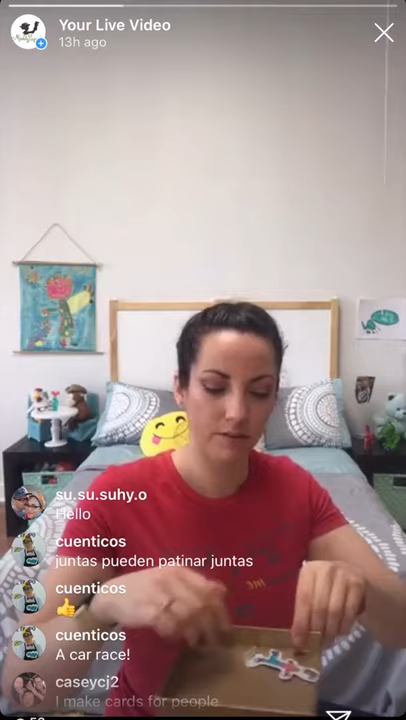 Your Live Video
13h ago
su.su.suhy.o
Hello
cuenticos
juntas pueden patinar juntas
cuenticos
👍
cuenticos
A car race!
caseycj2
I make cards for people